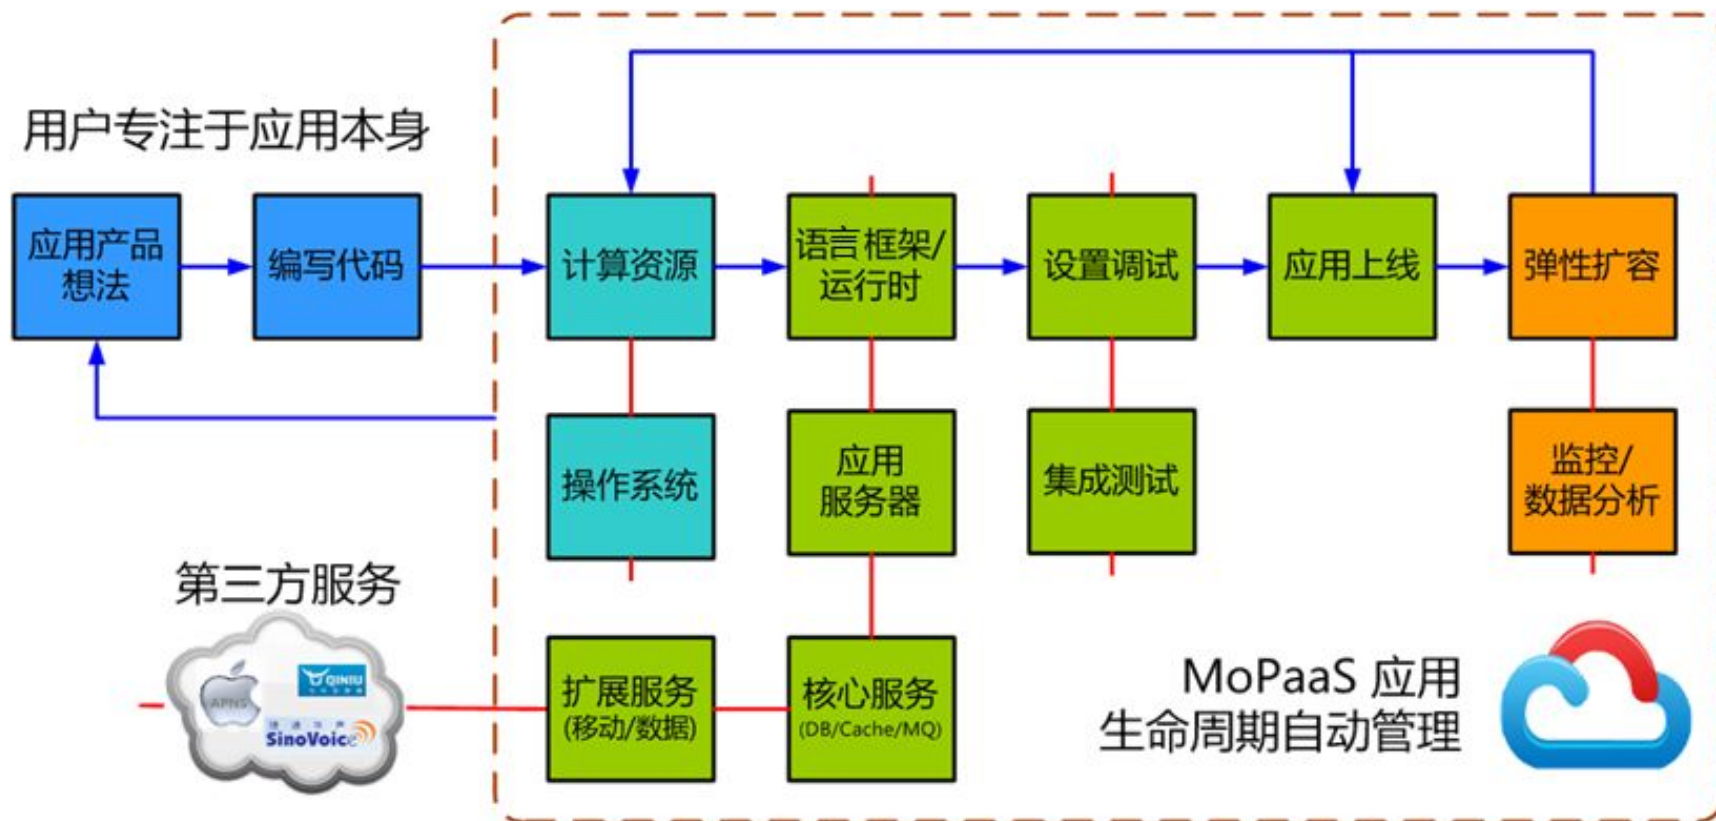 用户专注于应用本身
应用产品
想法
编写代码
计算资源
语言框架/
运行时
设置调试
应用上线
弹性扩容
操作系统
应用
服务器
集成测试
监控/
数据分析
第三方服务
APNS
QINIU
捷通华声
SinoVoice
扩展服务
(移动/数据)
核心服务
(DB/Cache/MQ)
MoPaaS 应用
生命周期自动管理